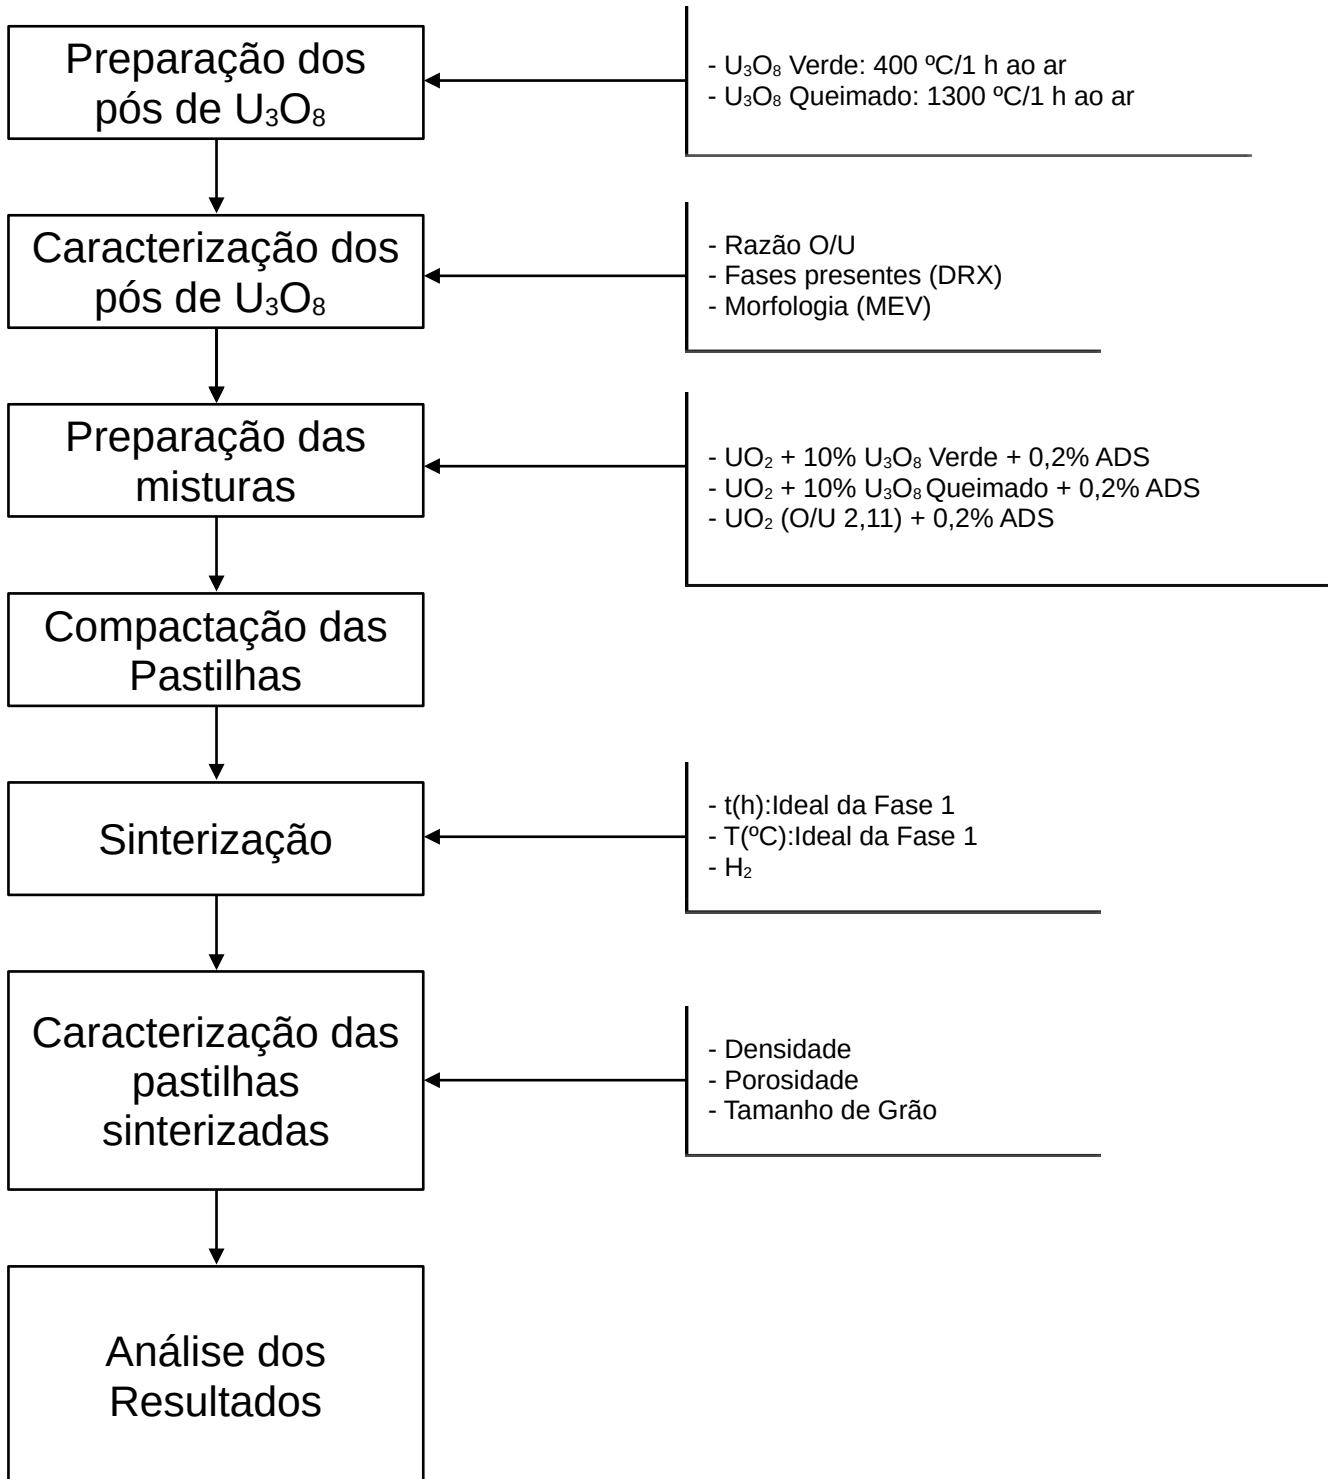 Preparação dos
pós de U₃O₈
- U₃O₈ Verde: 400 ºC/1 h ao ar
- U₃O₈ Queimado: 1300 ºC/1 h ao ar
Caracterização dos
pós de U₃O₈
- Razão O/U
- Fases presentes (DRX)
- Morfologia (MEV)
Preparação das
misturas
- UO₂ + 10% U₃O₈ Verde + 0,2% ADS
- UO₂ + 10% U₃O₈ Queimado + 0,2% ADS
- UO₂ (O/U 2,11) + 0,2% ADS
Compactação das
Pastilhas
Sinterização
- t(h):Ideal da Fase 1
- T(ºC):Ideal da Fase 1
- H₂
Caracterização das
pastilhas
sinterizadas
- Densidade
- Porosidade
- Tamanho de Grão
Análise dos
Resultados